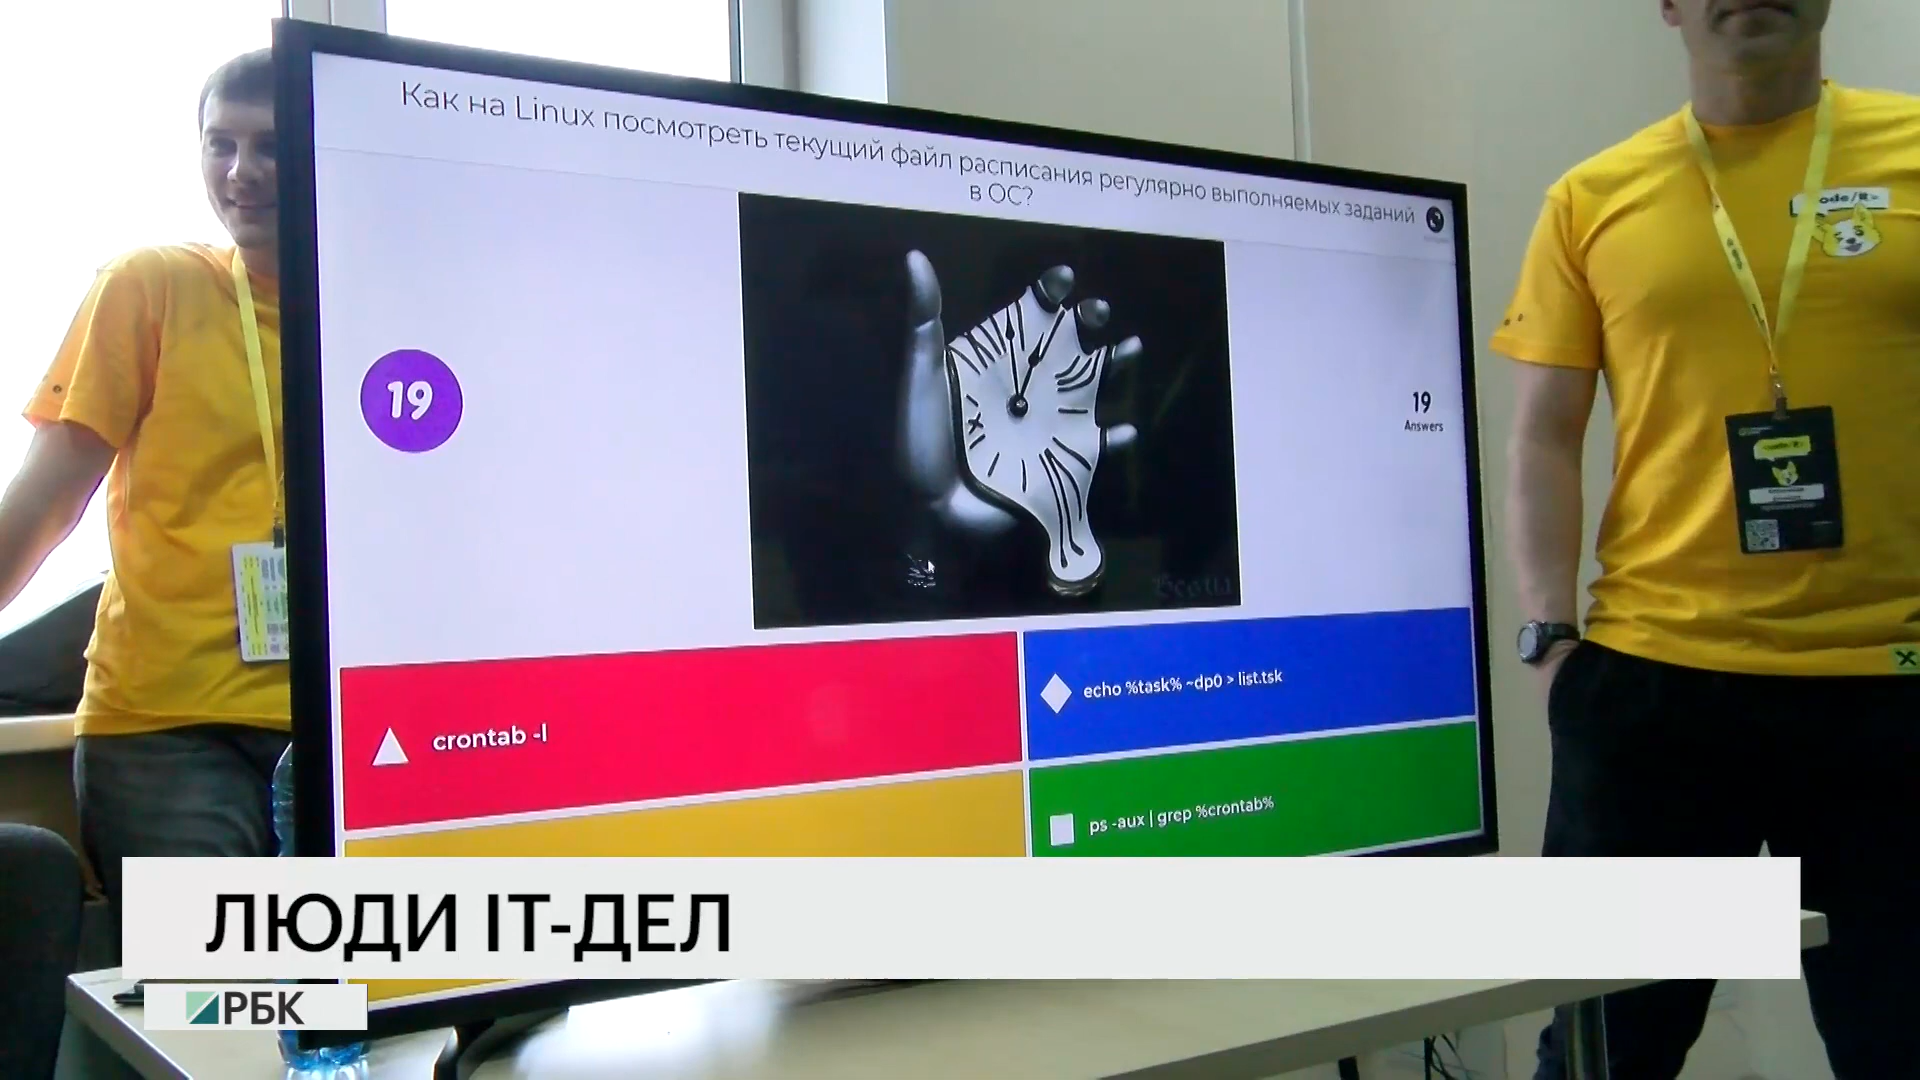 Как на Linux посмотреть текущий файл расписания регулярно выполняемых заданий
в ОС?
19
19
Answers
crontab -l
echo %task% ~dp0 > list.tsk
ps -aux | grep %crontab%
ЛЮДИ IT-ДЕЛ
РБК